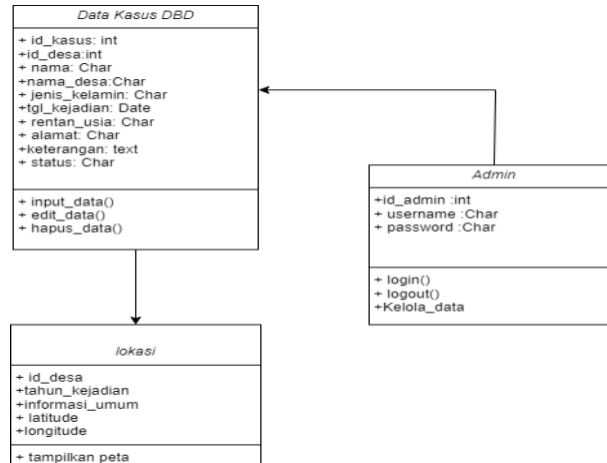 Data Kasus DBD
+ id_kasus: int
+id_desa:int
+ nama: Char
+nama_desa:Char
+ jenis_kelamin: Char
+tgl_kejadian: Date
+ rentan_usia: Char
+ alamat: Char
+keterangan: text
+ status: Char
+ input_data()
+ edit_data()
+ hapus_data()
Admin
+id_admin :int
+ username :Char
+ password :Char
+ login()
+ logout()
+Kelola_data
lokasi
+ id_desa
+tahun_kejadian
+informasi_umum
+ latitude
+longitude
+ tampilkan peta